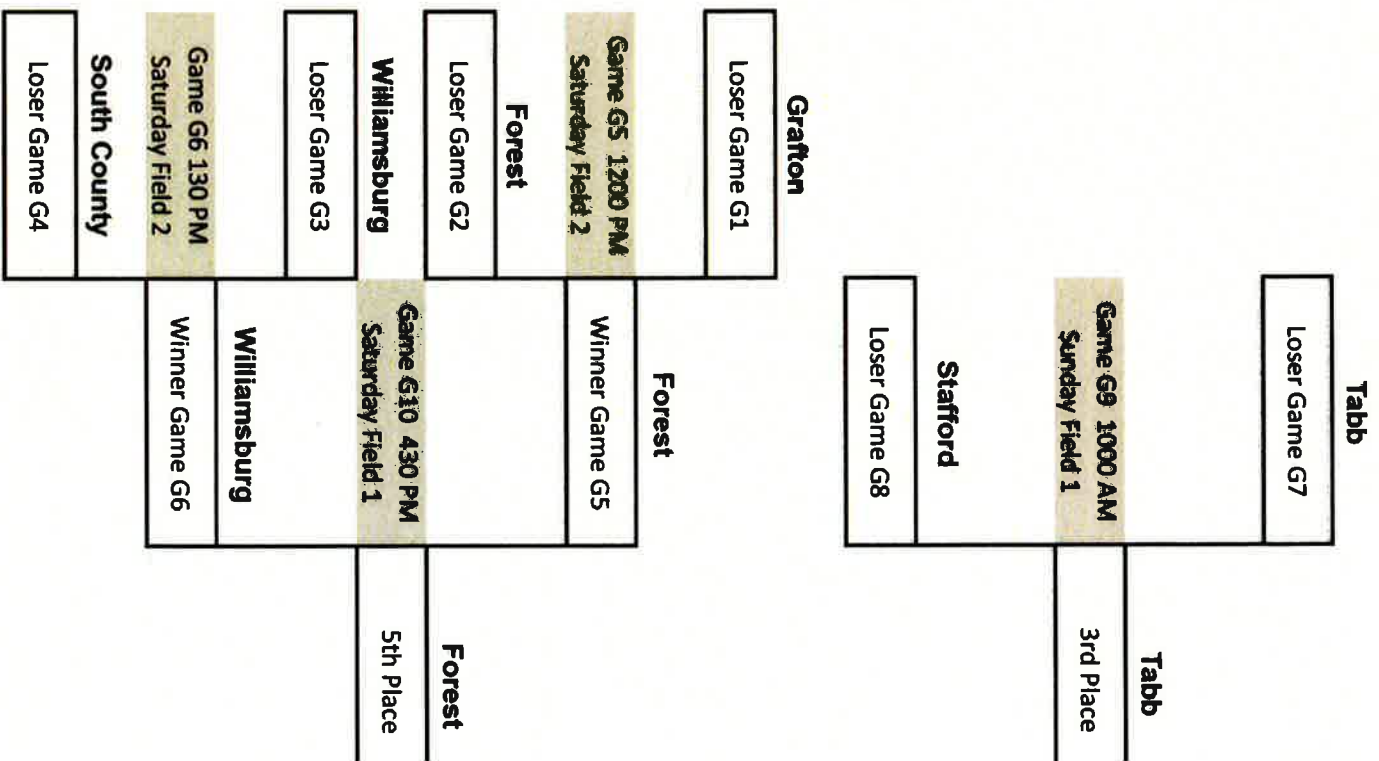 Tabb
Loser Game G7
Tabb
Game G9 1000 AM
Sunday Field 1
3rd Place
Stafford
Loser Game G8
Grafton
Loser Game G1
Forest
Game G5 1200 PM
Saturday Field 2
Winner Game G5
Forest
Loser Game G2
Forest
Game G10 430 PM
Saturday Field 1
5th Place
Williamsburg
Loser Game G3
Williamsburg
Game G6 130 PM
Saturday Field 2
Winner Game G6
South County
Loser Game G4